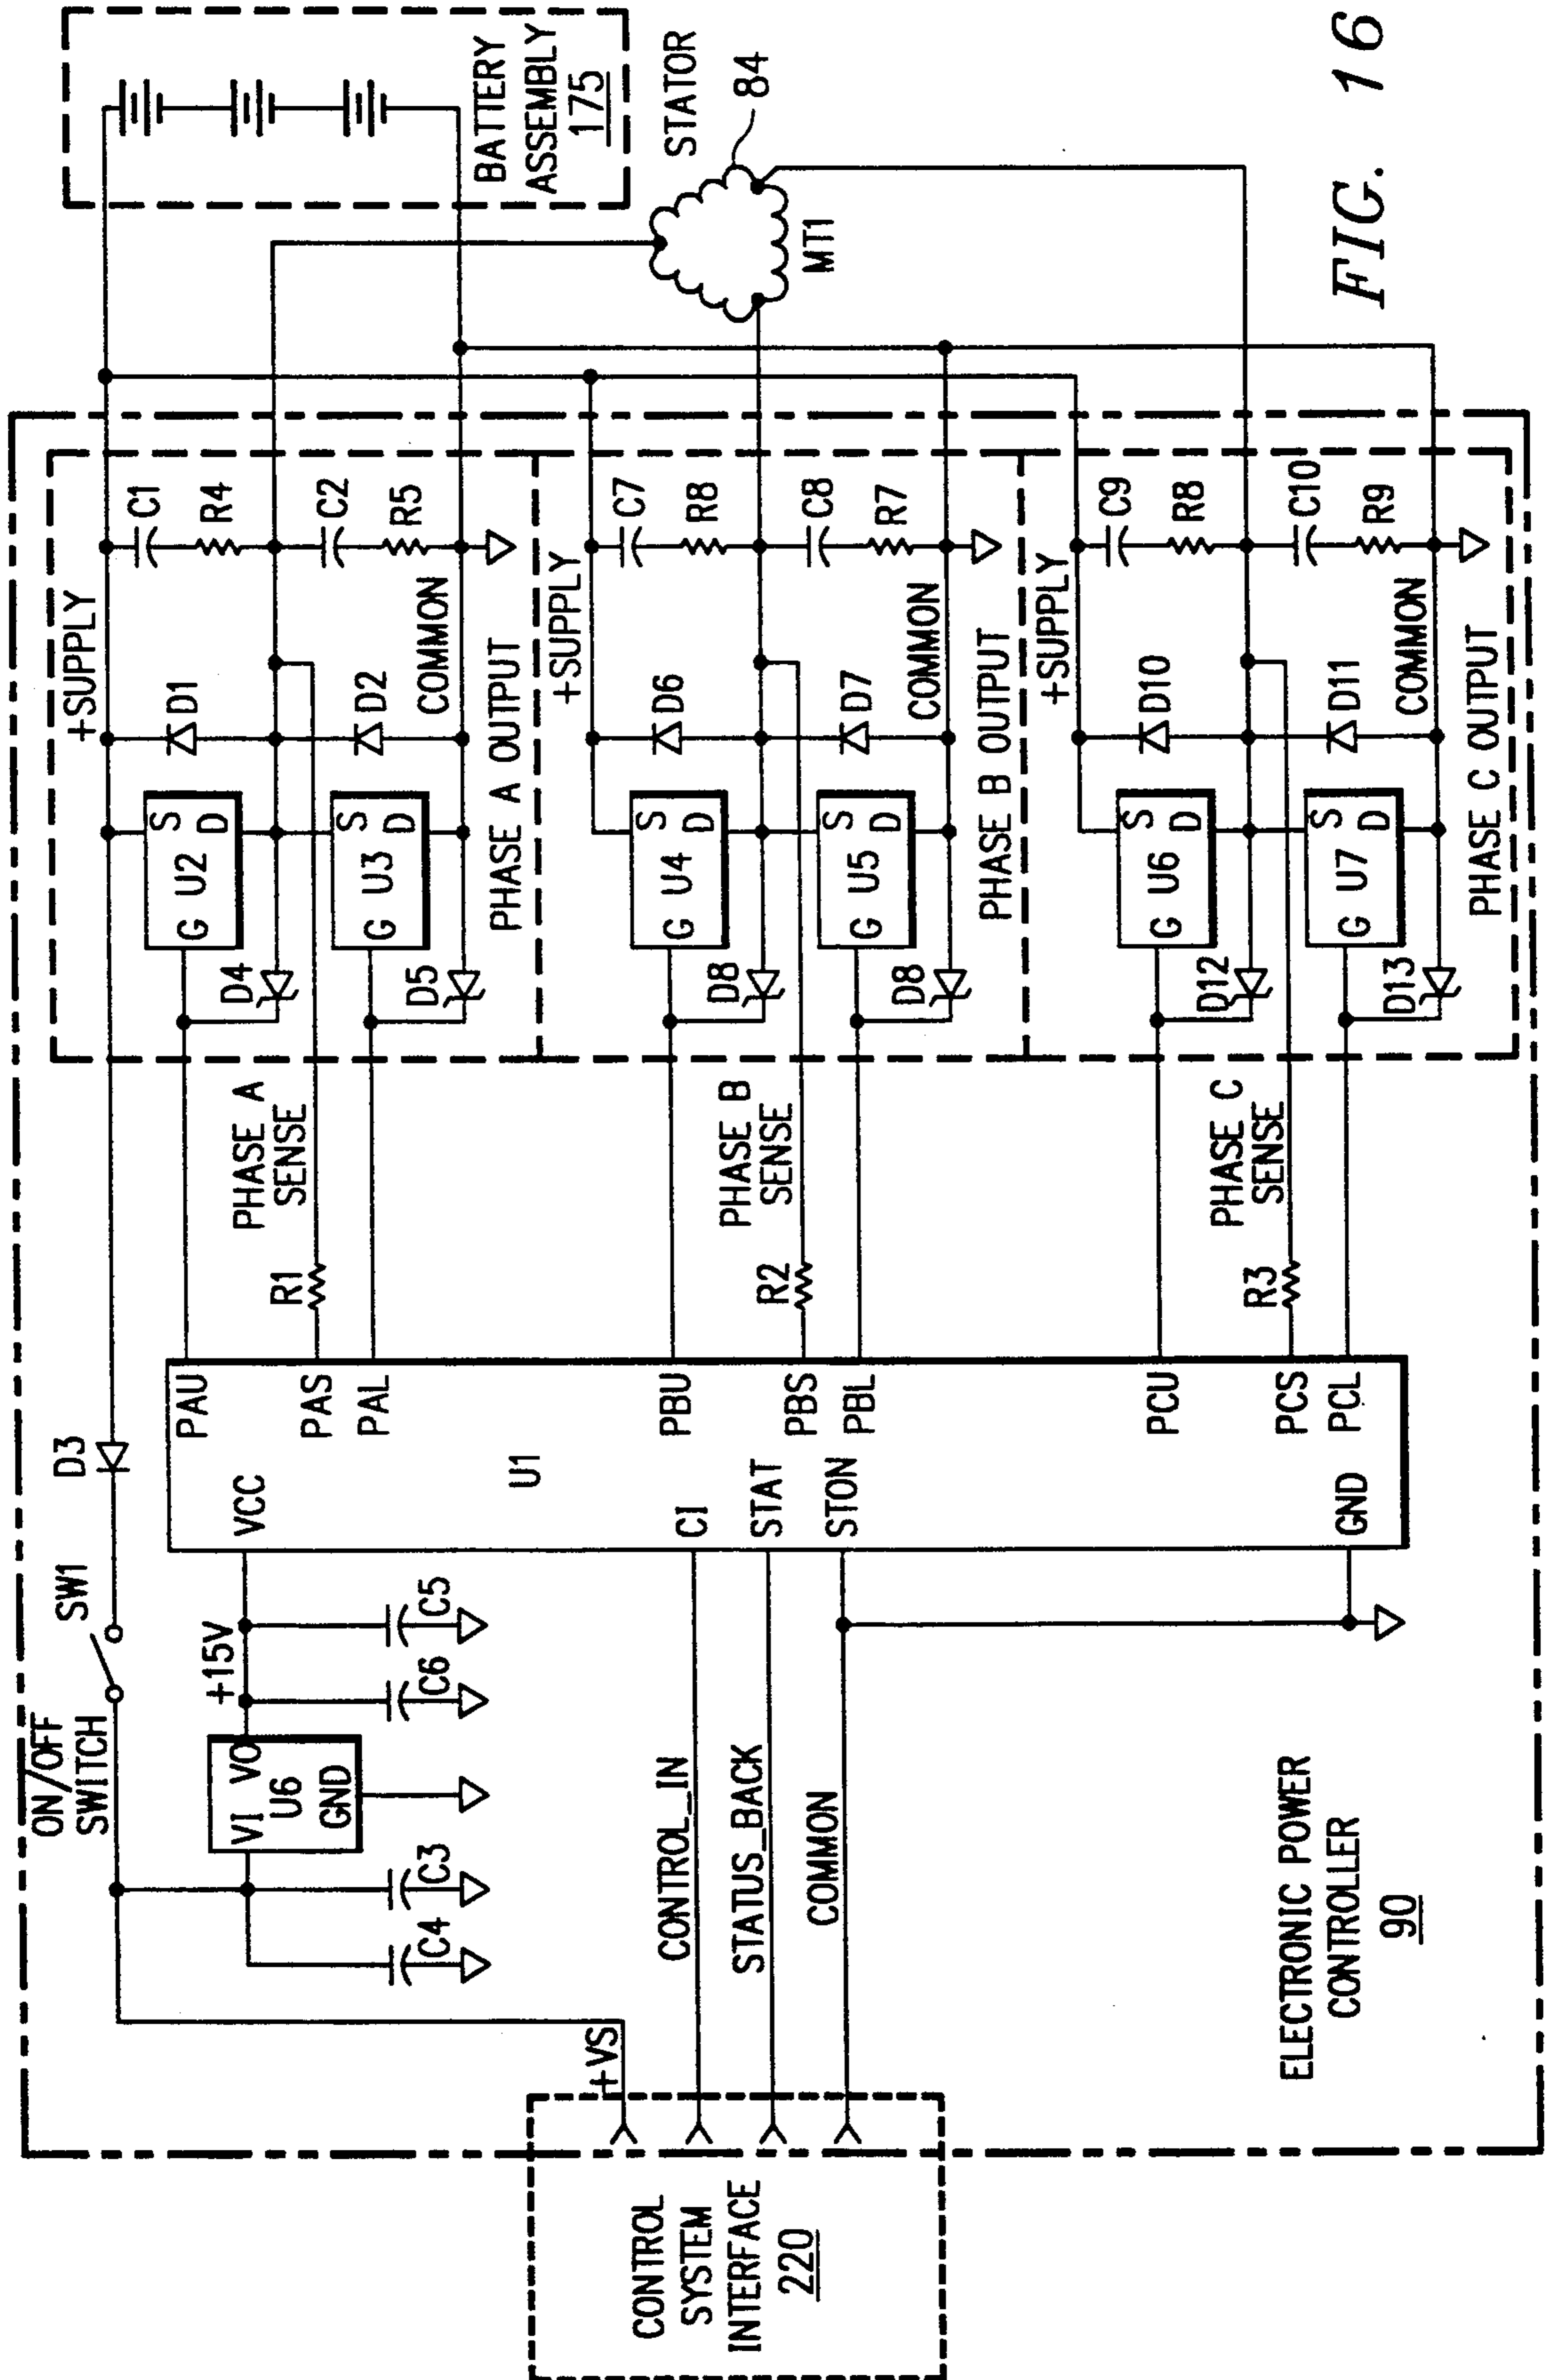 ON/OFF
SWITCH
SW1
D3
+SUPPLY
C1
R4
D1
U2
S
D
G
D4
C2
R5
D2
COMMON
U3
S
D
G
D5
PHASE A OUTPUT
PHASE A
SENSE
R1
+SUPPLY
C7
R8
D6
U4
S
D
G
D8
C8
R7
D7
COMMON
U5
S
D
G
D8
PHASE B OUTPUT
PHASE B
SENSE
R2
+SUPPLY
C9
R8
D10
U6
S
D
G
D12
C10
R9
D11
COMMON
U7
S
D
G
D13
PHASE C OUTPUT
PHASE C
SENSE
R3
BATTERY
ASSEMBLY
175
STATOR
84
MT1
PAU
PAS
PAL
PBU
PBS
PBL
PCU
PCS
PCL
U1
VCC
CI
STAT
STON
GND
+15V
C5
C6
VI VO
U6
GND
C3
C4
+VS
CONTROL_IN
STATUS_BACK
COMMON
CONTROL
SYSTEM
INTERFACE
220
ELECTRONIC POWER
CONTROLLER
90
FIG. 16